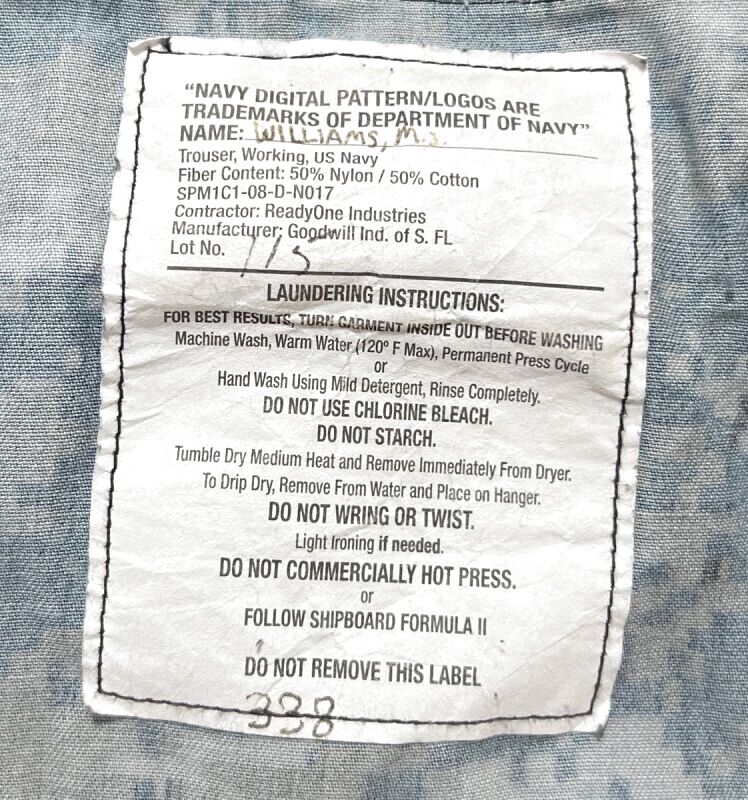 “NAVY DIGITAL PATTERN/LOGOS ARE
TRADEMARKS OF DEPARTMENT OF NAVY”
NAME: WILLIAMS, M.J.
Trouser, Working, US Navy
Fiber Content: 50% Nylon / 50% Cotton
SPM1C1-08-D-N017
Contractor: ReadyOne Industries
Manufacturer: Goodwill Ind. of S. FL
Lot No. 115
LAUNDERING INSTRUCTIONS:
FOR BEST RESULTS, TURN GARMENT INSIDE OUT BEFORE WASHING
Machine Wash, Warm Water (120° F Max), Permanent Press Cycle
or
Hand Wash Using Mild Detergent, Rinse Completely.
DO NOT USE CHLORINE BLEACH.
DO NOT STARCH.
Tumble Dry Medium Heat and Remove Immediately From Dryer.
To Drip Dry, Remove From Water and Place on Hanger.
DO NOT WRING OR TWIST.
Light Ironing if needed.
DO NOT COMMERCIALLY HOT PRESS.
or
FOLLOW SHIPBOARD FORMULA II
DO NOT REMOVE THIS LABEL
338